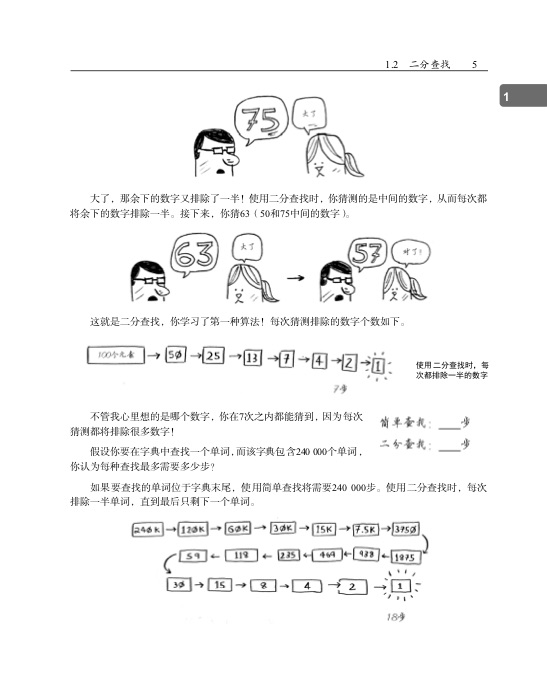 1.2 二分查找 5
1
75
大了
大了，那余下的数字又排除了一半！使用二分查找时，你猜测的是中间的数字，从而每次都
将余下的数字排除一半。接下来，你猜63（50和75中间的数字）。
63
大了
57
对了！
这就是二分查找，你学习了第一种算法！每次猜测排除的数字个数如下。
100个元素 → 50 → 25 → 13 → 7 → 4 → 2 → 1
7步
使用二分查找时，每
次都排除一半的数字
不管我心里想的是哪个数字，你在7次之内都能猜到，因为每次
猜测都将排除很多数字！
简单查找：___步
二分查找：___步
假设你要在字典中查找一个单词，而该字典包含240 000个单词，
你认为每种查找最多需要多少步？
如果要查找的单词位于字典末尾，使用简单查找将需要240 000步。使用二分查找时，每次
排除一半单词，直到最后只剩下一个单词。
240K → 120K → 60K → 30K → 15K → 7.5K → 3750
59 ← 118 ← 235 ← 469 ← 938 ← 1875
30 → 15 → 8 → 4 → 2 → 1
18步